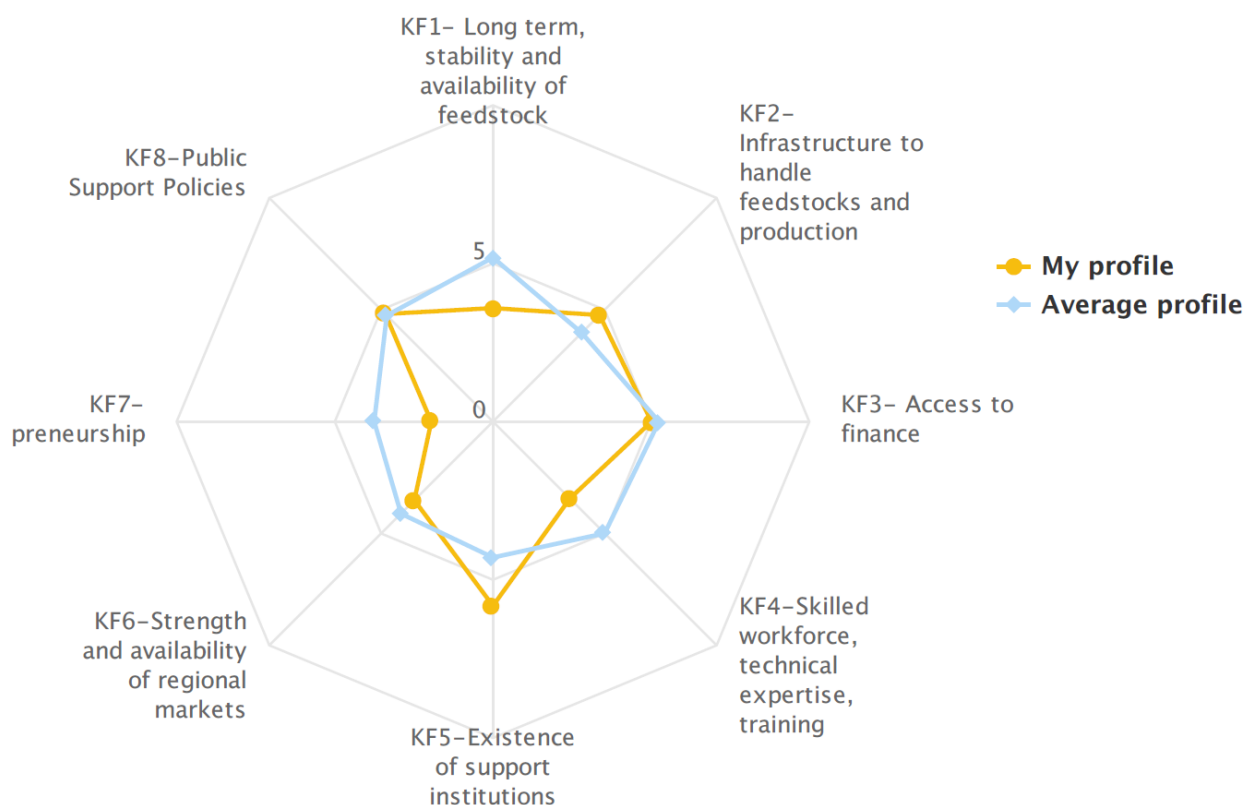 KF1– Long term,
stability and
availability of
feedstock
KF2–
Infrastructure to
handle
feedstocks and
production
KF8–Public
Support Policies
5
My profile
Average profile
0
KF7–
preneurship
KF3– Access to
finance
KF6–Strength
and availability
of regional
markets
KF4–Skilled
workforce,
technical
expertise,
training
KF5–Existence
of support
institutions